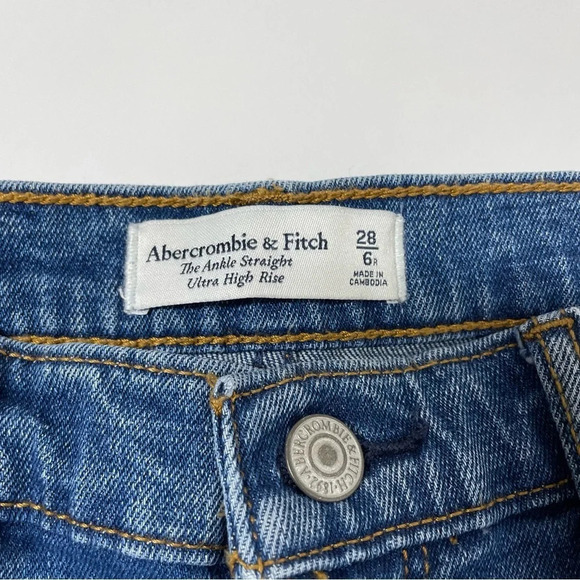 Abercrombie & Fitch
The Ankle Straight
Ultra High Rise
28
6R
MADE IN
CAMBODIA
ABERCROMBIE & FITCH · 1892 ·